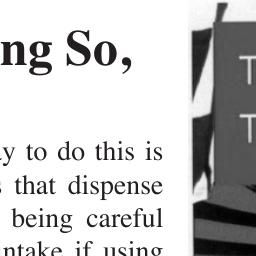 ng So,
y to do this is
s that dispense
being careful
ntake if using
T
T